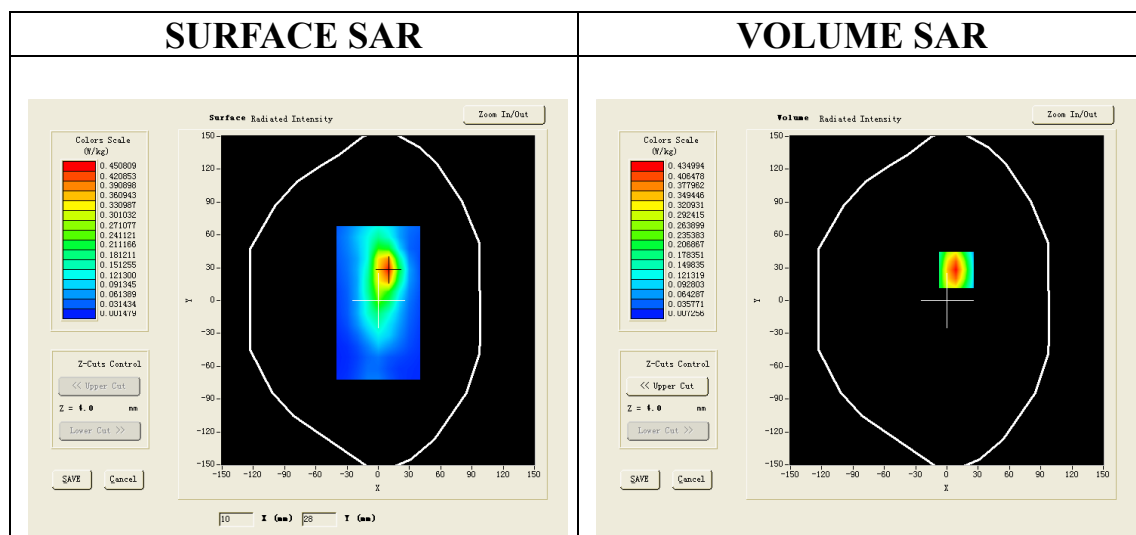 SURFACE SAR
VOLUME SAR
Surface Radiated Intensity
Zoom In/Out
Colors Scale
(W/kg)
0.450809
0.420853
0.390898
0.360943
0.330987
0.301032
0.271077
0.241121
0.211166
0.181211
0.151255
0.121300
0.091345
0.061389
0.031434
0.001479
Z-Cuts Control
<< Upper Cut
Z = 4.0 mm
Lower Cut >>
SAVE Cancel
150
120
90
60
30
0
-30
-60
-90
-120
-150
Y
-150 -120 -90 -60 -30 0 30 60 90 120 150
X
10 X (mm) 28 Y (mm)
Volume Radiated Intensity
Zoom In/Out
Colors Scale
(W/kg)
0.434994
0.406478
0.377962
0.349446
0.320931
0.292415
0.263899
0.235383
0.206867
0.178351
0.149835
0.121319
0.092803
0.064287
0.035771
0.007256
Z-Cuts Control
<< Upper Cut
Z = 4.0 mm
Lower Cut >>
SAVE Cancel
150
120
90
60
30
0
-30
-60
-90
-120
-150
Y
-150 -120 -90 -60 -30 0 30 60 90 120 150
X